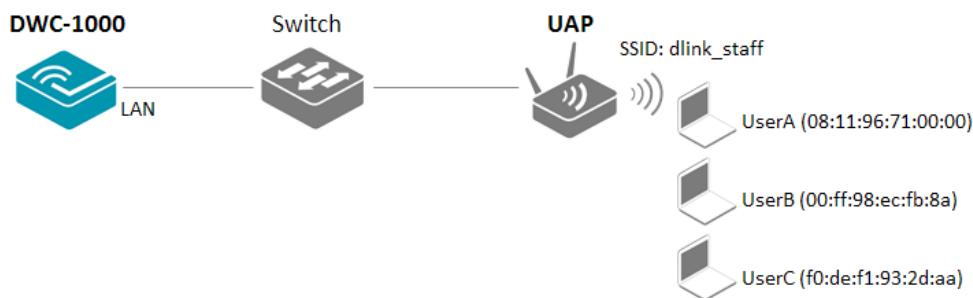 DWC-1000
Switch
UAP
SSID: dlink_staff
LAN
UserA (08:11:96:71:00:00)
UserB (00:ff:98:ec:fb:8a)
UserC (f0:de:f1:93:2d:aa)